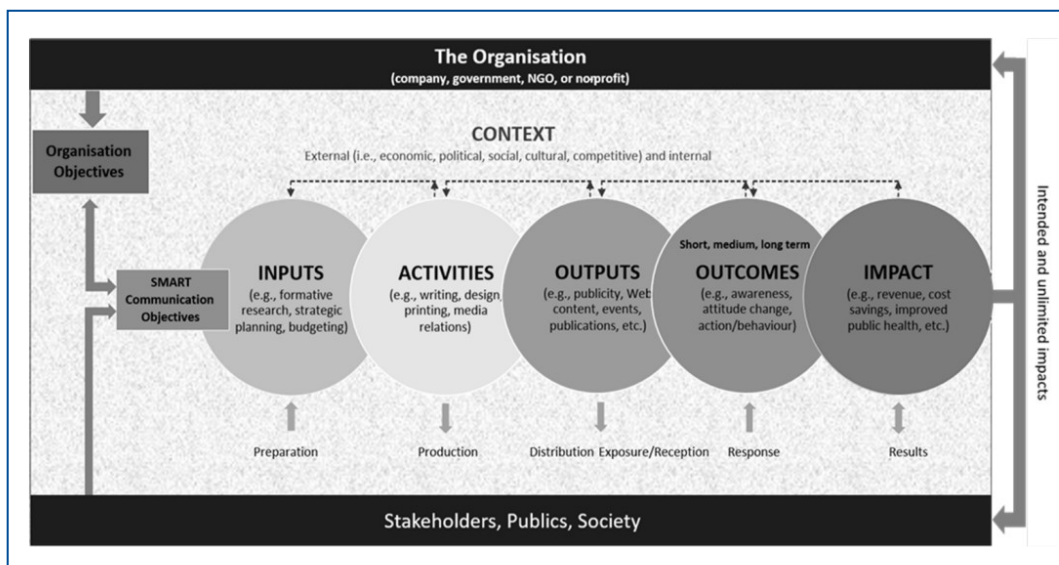 The Organisation
(company, government, NGO, or nonprofit)
Organisation
Objectives
CONTEXT
External (i.e., economic, political, social, cultural, competitive) and internal
SMART
Communication
Objectives
INPUTS
(e.g., formative
research, strategic
planning, budgeting)
ACTIVITIES
(e.g., writing, design,
printing, media
relations)
OUTPUTS
(e.g., publicity, Web
content, events,
publications, etc.)
Short, medium, long term
OUTCOMES
(e.g., awareness,
attitude change,
action/behaviour)
IMPACT
(e.g., revenue, cost
savings, improved
public health, etc.)
Preparation
Production
Distribution Exposure/Reception
Response
Results
Stakeholders, Publics, Society
Intended and unlimited impacts